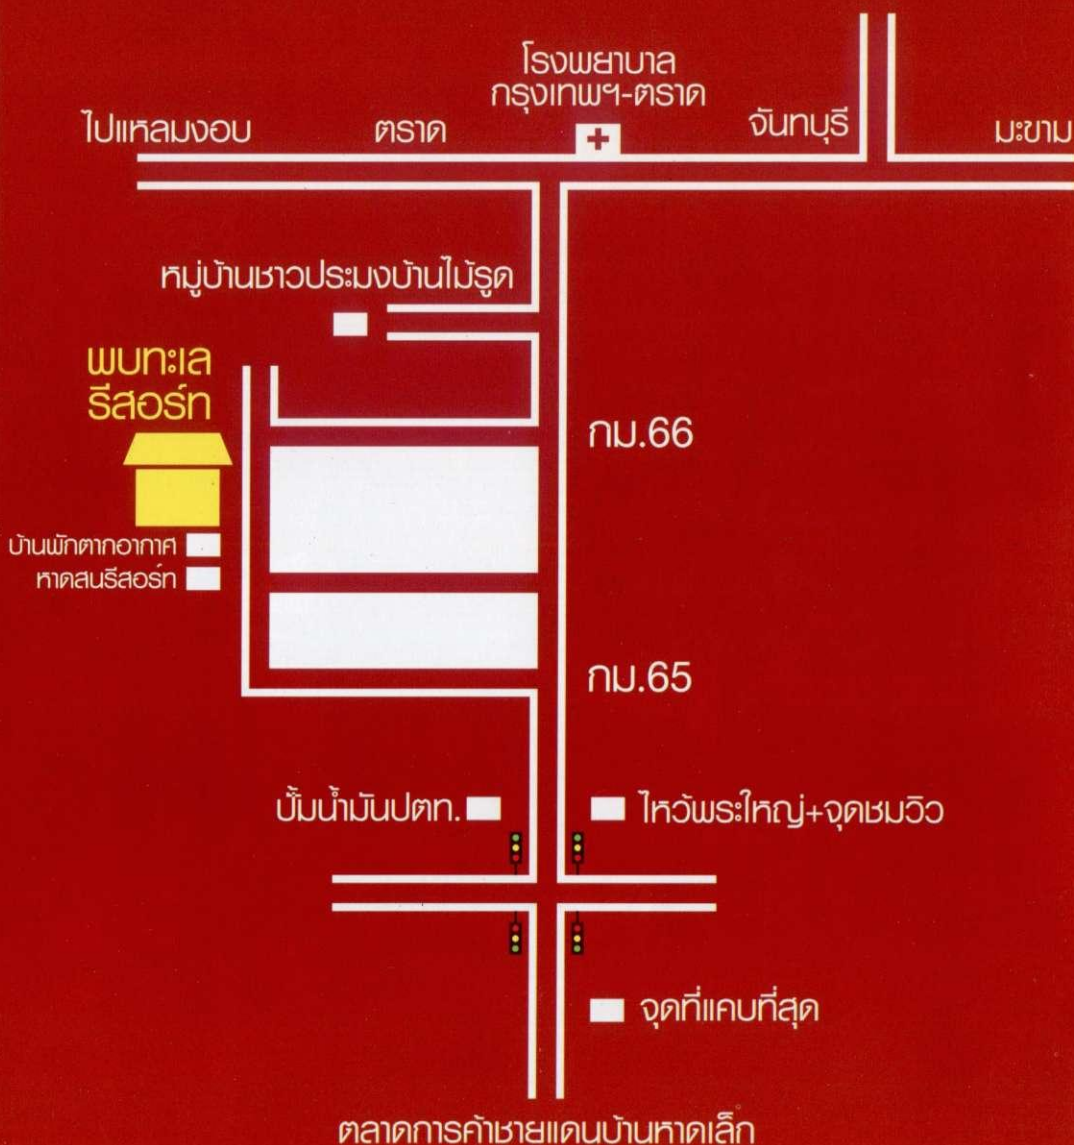 โรงพยาบาล
กรุงเทพฯ-ตราด
ไปแหลมงอบ
ตราด
จันทบุรี
มะขาม
หมู่บ้านชาวประมงบ้านไม้รูด
พบทะเล
รีสอร์ท
กม.66
บ้านพักตากอากาศ
หาดสนรีสอร์ท
กม.65
ปั้มน้ำมันปตท.
ไหว้พระใหญ่+จุดชมวิว
จุดที่แคบที่สุด
ตลาดการค้าชายแดนบ้านหาดเล็ก